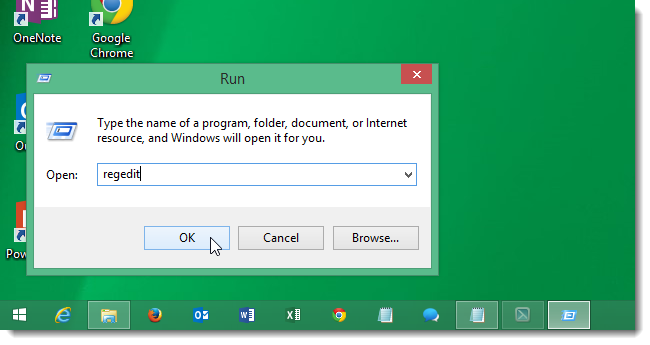 OneNote
Google
Chrome
Run
Type the name of a program, folder, document, or Internet
resource, and Windows will open it for you.
Open:
regedit
OK
Cancel
Browse...